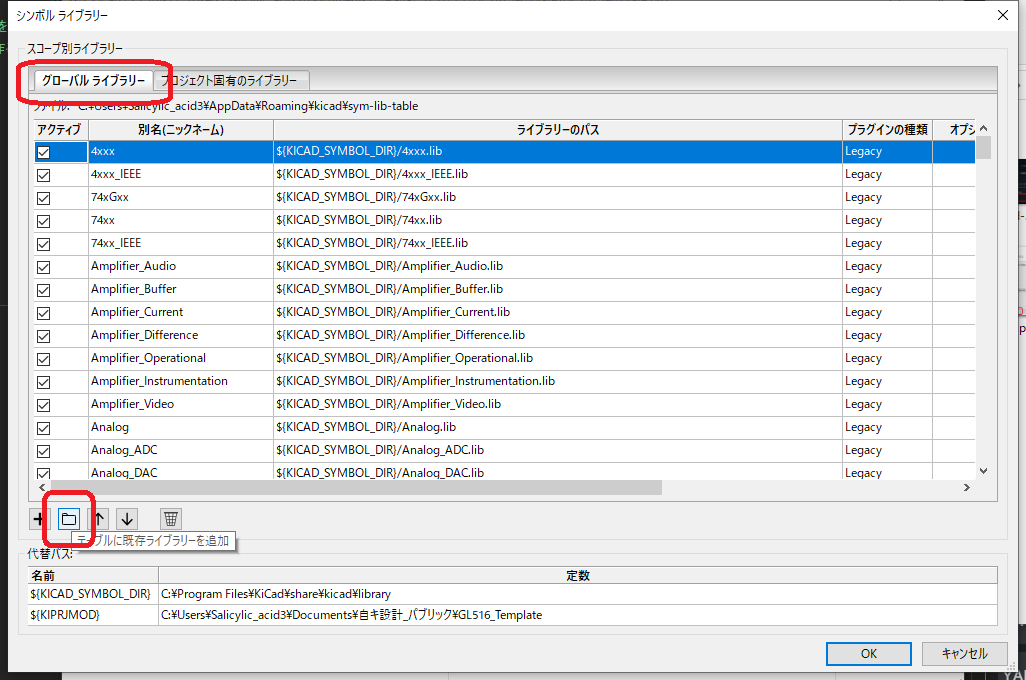 シンボル ライブラリー
スコープ別ライブラリー
グローバル ライブラリー プロジェクト固有のライブラリー
ファイル: C:¥Users¥Salicylic_acid3¥AppData¥Roaming¥kicad¥sym-lib-table
アクティブ 別名(ニックネーム) ライブラリーのパス プラグインの種類 オプシ
4xxx ${KICAD_SYMBOL_DIR}/4xxx.lib Legacy
4xxx_IEEE ${KICAD_SYMBOL_DIR}/4xxx_IEEE.lib Legacy
74xGxx ${KICAD_SYMBOL_DIR}/74xGxx.lib Legacy
74xx ${KICAD_SYMBOL_DIR}/74xx.lib Legacy
74xx_IEEE ${KICAD_SYMBOL_DIR}/74xx_IEEE.lib Legacy
Amplifier_Audio ${KICAD_SYMBOL_DIR}/Amplifier_Audio.lib Legacy
Amplifier_Buffer ${KICAD_SYMBOL_DIR}/Amplifier_Buffer.lib Legacy
Amplifier_Current ${KICAD_SYMBOL_DIR}/Amplifier_Current.lib Legacy
Amplifier_Difference ${KICAD_SYMBOL_DIR}/Amplifier_Difference.lib Legacy
Amplifier_Operational ${KICAD_SYMBOL_DIR}/Amplifier_Operational.lib Legacy
Amplifier_Instrumentation ${KICAD_SYMBOL_DIR}/Amplifier_Instrumentation.lib Legacy
Amplifier_Video ${KICAD_SYMBOL_DIR}/Amplifier_Video.lib Legacy
Analog ${KICAD_SYMBOL_DIR}/Analog.lib Legacy
Analog_ADC ${KICAD_SYMBOL_DIR}/Analog_ADC.lib Legacy
Analog_DAC ${KICAD_SYMBOL_DIR}/Analog_DAC.lib Legacy
テーブルに既存ライブラリーを追加
代替パス:
名前 定数
${KICAD_SYMBOL_DIR} C:¥Program Files¥KiCad¥share¥kicad¥library
${KIPRJMOD} C:¥Users¥Salicylic_acid3¥Documents¥自キ設計_パブリック¥GL516_Template
OK キャンセル